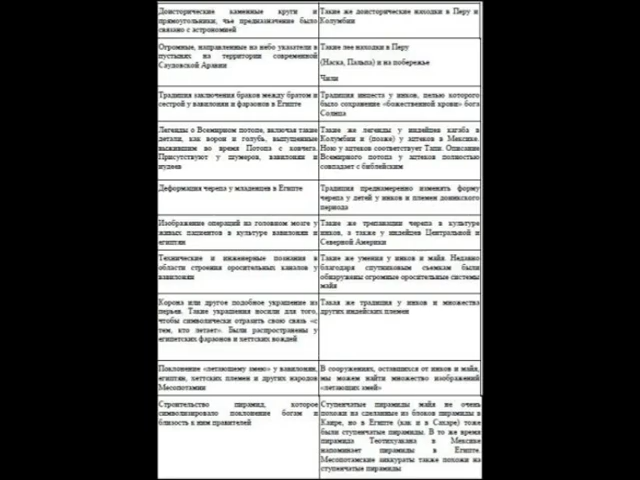 Доисторические каменные круги и
прямоугольники, чье предназначение было
связано с астрономией
Такие же доисторические находки в Перу и
Колумбии
Огромные, направленные на небо указатели в
пустынях на территории современной
Саудовской Аравии
Такие лее находки в Перу
(Наска, Пальпа) и на побережье
Чили
Традиция заключения браков между братом и
сестрой у вавилонян и фараонов в Египте
Традиция инцеста у инков, целью которого
было сохранение «божественной крови» бога
Солнца
Легенды о Всемирном потопе, включая такие
детали, как ворон и голубь, выпущенные
выжившим во время Потопа с ковчега.
Присутствуют у шумеров, вавилонян и
иудеев
Такие же легенды у индейцев кагаба в
Колумбии и (позже) у ацтеков в Мексике.
Ною у ацтеков соответствует Тапи. Описание
Всемирного потопа у ацтеков полностью
совпадает с библейским
Деформация черепа у младенцев в Египте
Традиция преднамеренно изменять форму
черепа у детей у инков и племен доинкского
периода
Изображение операций на головном мозге у
живых пациентов в культуре вавилонян и
египтян
Такие же трепанации черепа в культуре
инков, а также у индейцев Центральной и
Северной Америки
Технические и инженерные познания в
области строения оросительных каналов у
вавилонян
Такие же умения у инков и майя. Недавно
благодаря спутниковым съемкам были
обнаружены огромные оросительные системы
майя
Корона или другое подобное украшение из
перьев. Такие украшения носили для того,
чтобы символически отразить свою связь «с
тем, кто летает». Были распространены у
египетских фараонов и хеттских вождей
Такая же традиция у инков и множества
других индейских племен
Поклонение «летающему змею» у вавилонян,
египтян, хеттских племен и других народов
Месопотамии
В сооружениях, оставшихся от инков и майя,
мы можем найти множество изображений
«летающих змей»
Строительство пирамид, которое
символизировало поклонение богам и
близость к ним правителей
Ступенчатые пирамиды майя не очень
похожи на сделанные из блоков пирамиды в
Каире, но в Египте (как и в Сахаре) тоже
были ступенчатые пирамиды. В то же время
пирамида Теотихуакана в Мексике
напоминает пирамиды в Египте.
Месопотамские зиккураты также похожи на
ступенчатые пирамиды